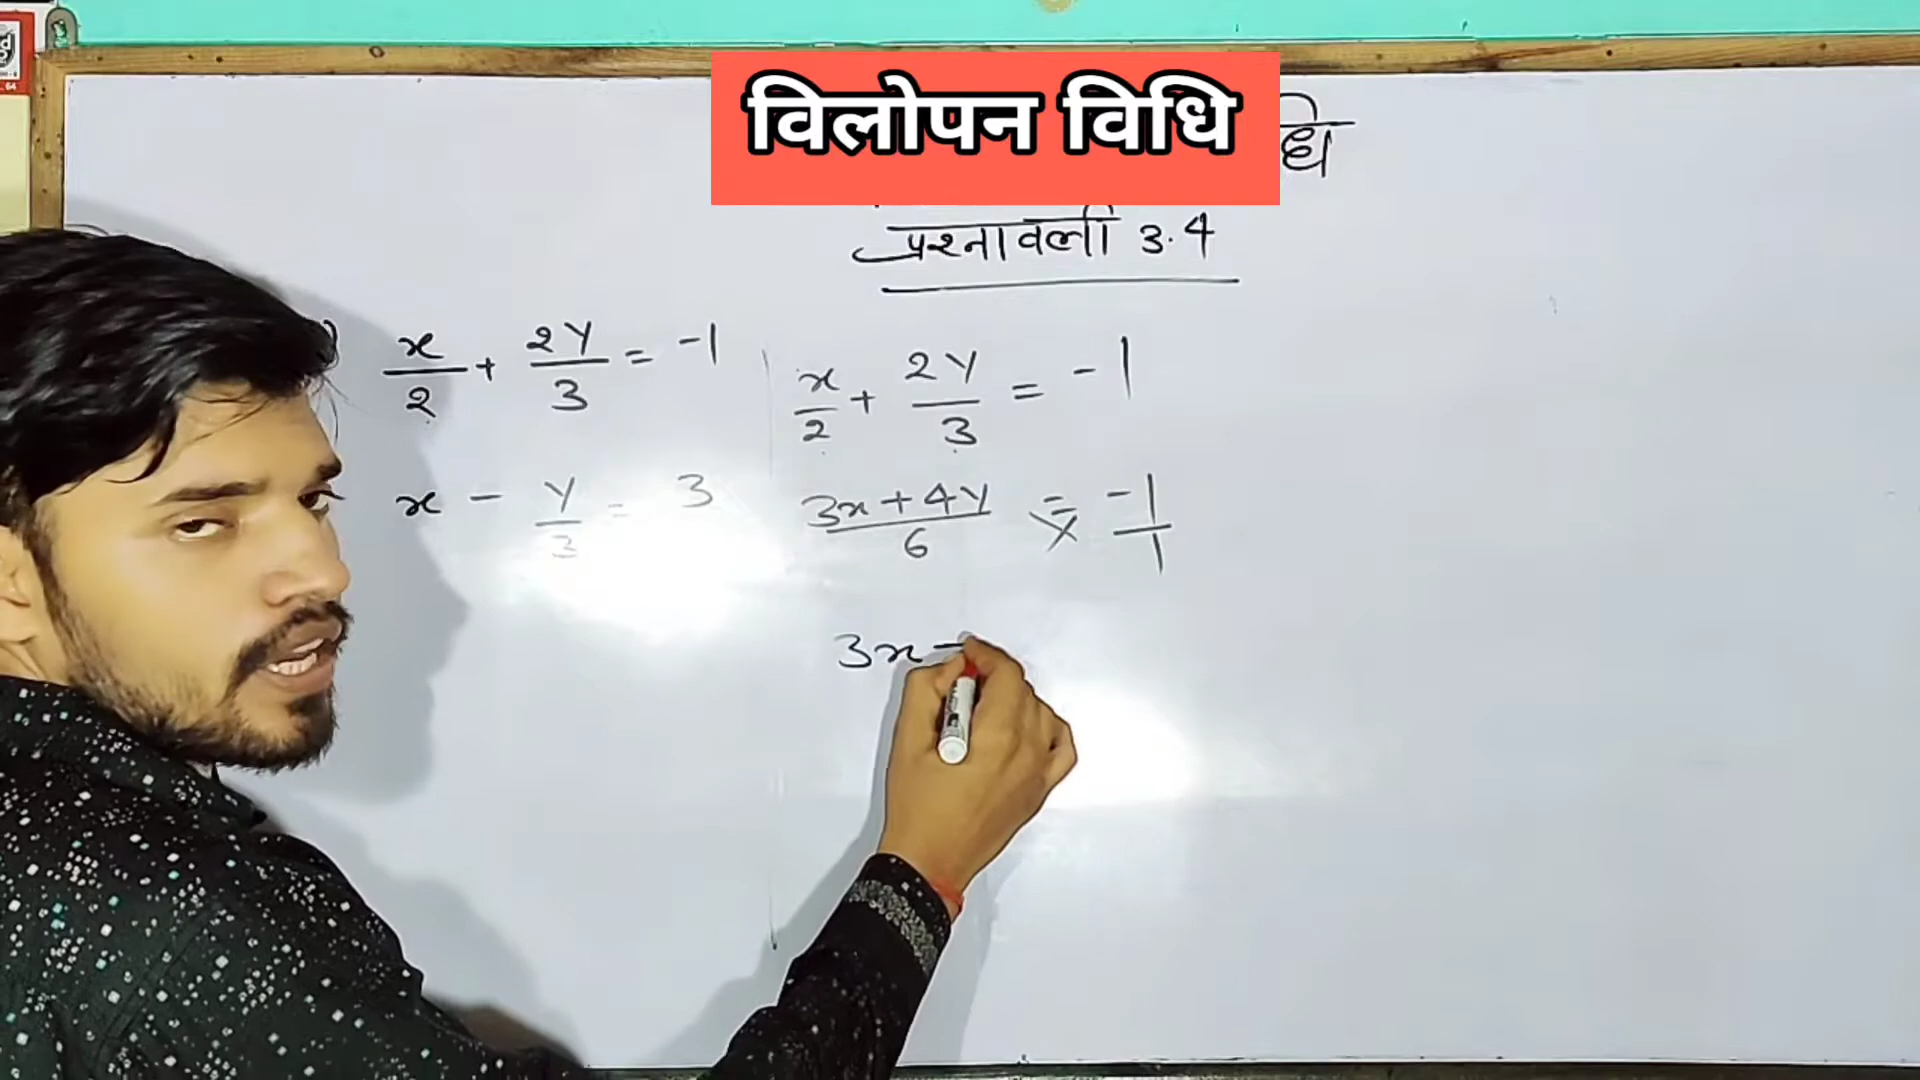 विलोपन विधि
धि
प्रश्नावली 3.4
x/2 + 2y/3 = -1
x - y/3 = 3
x/2 + 2y/3 = -1
3x+4y/6 = -1/1
3x